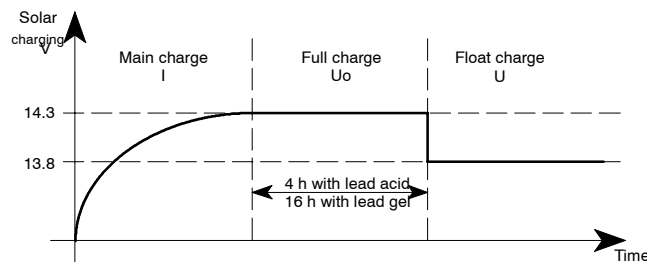 Solar
charging
V
Main charge
I
Full charge
Uo
Float charge
U
14.3
13.8
4 h with lead acid
16 h with lead gel
Time